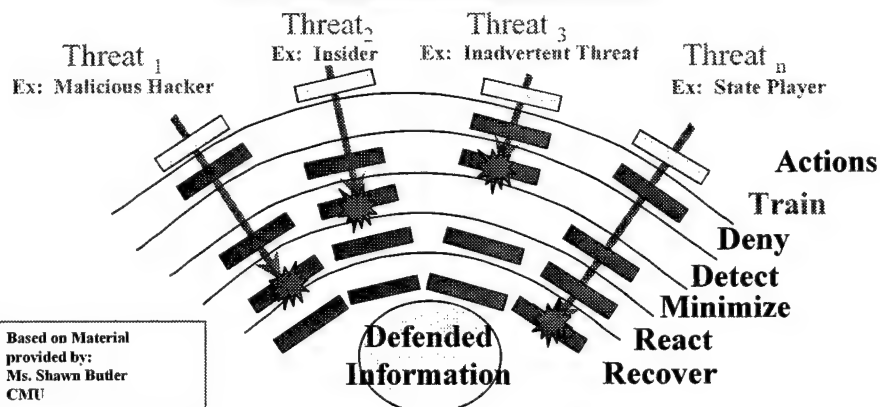 Threat 1
Ex: Malicious Hacker
Threat 2
Ex: Insider
Threat 3
Ex: Inadvertent Threat
Threat n
Ex: State Player
Actions
Train
Deny
Detect
Minimize
React
Recover
Defended
Information
Based on Material
provided by:
Ms. Shawn Butler
CMU